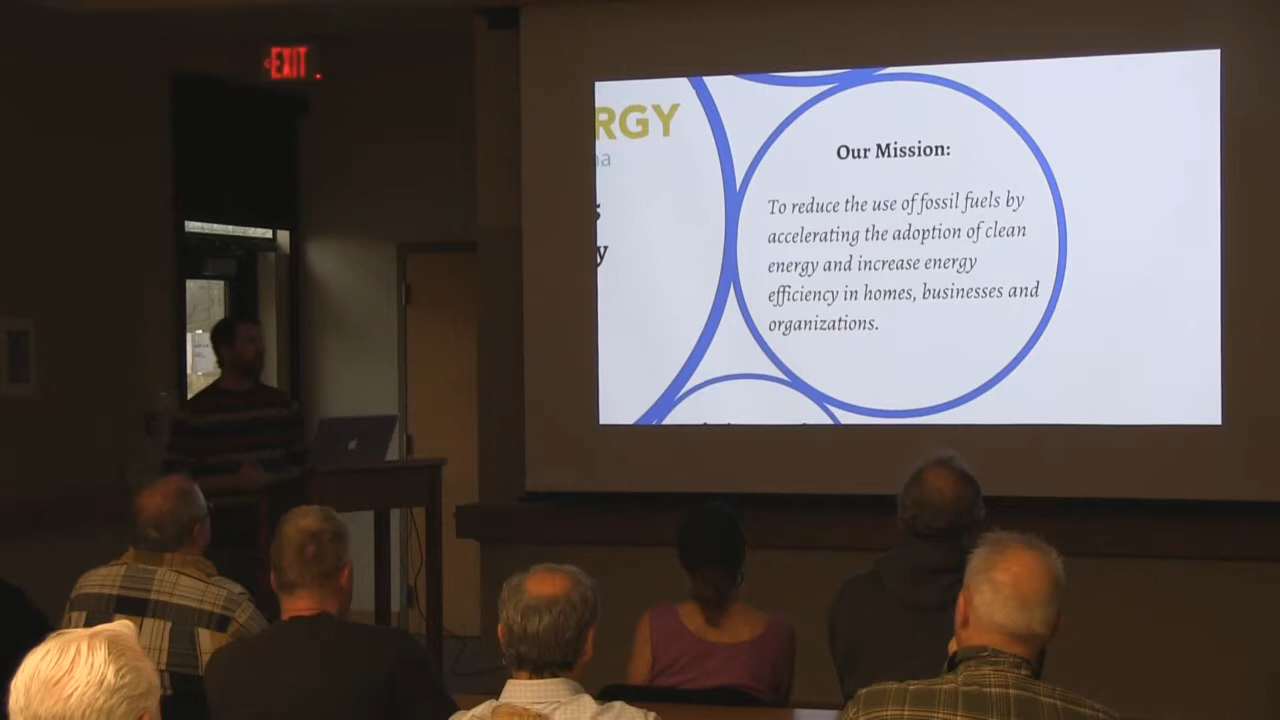 EXIT
RGY
na
s
y
Our Mission:
To reduce the use of fossil fuels by
accelerating the adoption of clean
energy and increase energy
efficiency in homes, businesses and
organizations.